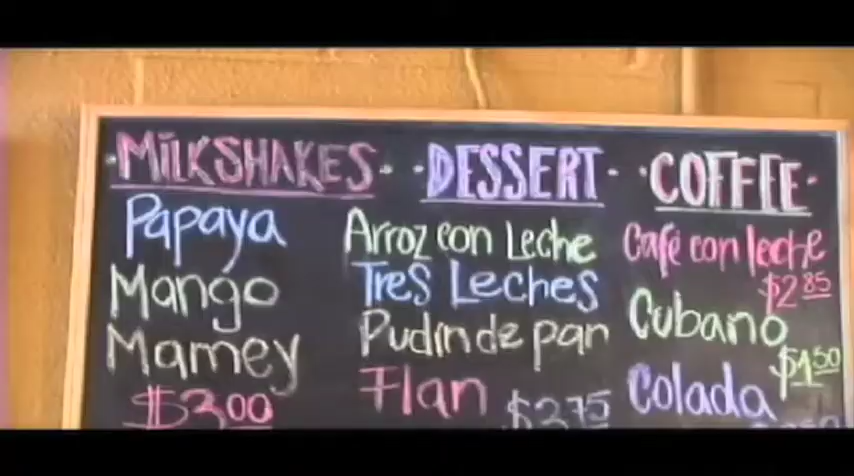 MILKSHAKES
Papaya
Mango
Mamey
$3.00
DESSERT
Arroz con Leche
Tres Leches
Pudin de pan
Flan
$3.75
COFFEE
Café con leche
$2.85
Cubano
$1.50
Colada